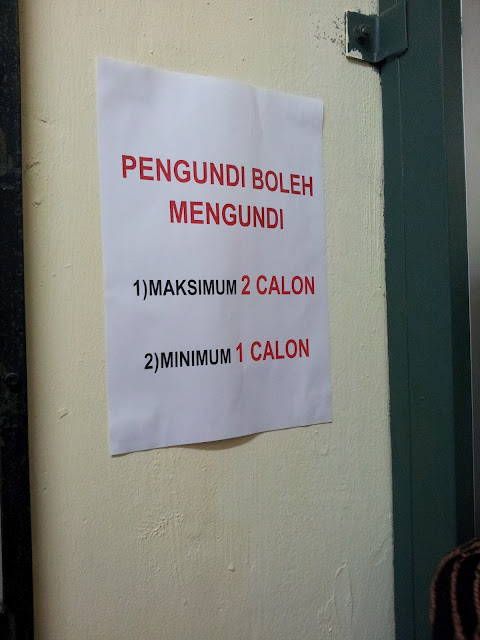 PENGUNDI BOLEH
MENGUNDI
1)MAKSIMUM 2 CALON
2)MINIMUM 1 CALON